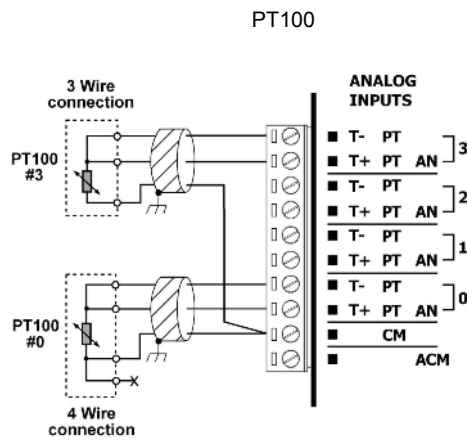 PT100
3 Wire
connection
PT100
#3
ANALOG
INPUTS
T- PT
T+ PT AN
3
T- PT
T+ PT AN
2
T- PT
T+ PT AN
1
T- PT
T+ PT AN
0
CM
ACM
PT100
#0
4 Wire
connection